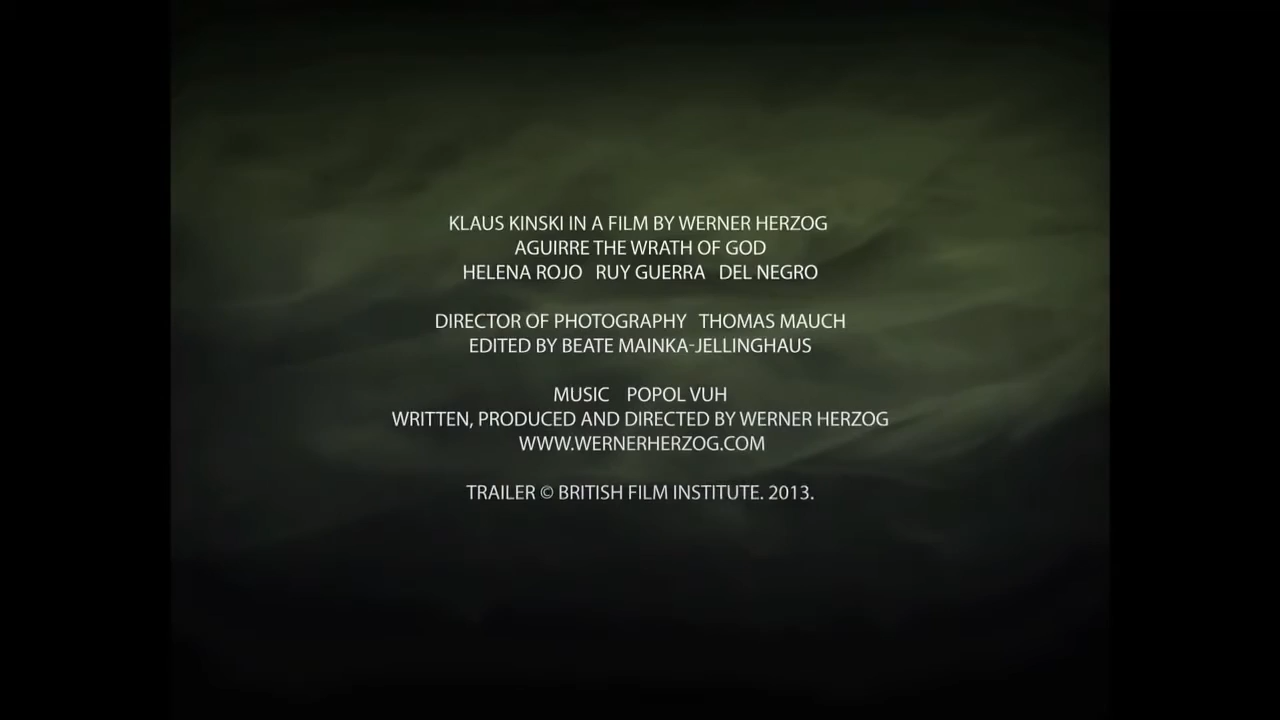 KLAUS KINSKI IN A FILM BY WERNER HERZOG
AGUIRRE THE WRATH OF GOD
HELENA ROJO RUY GUERRA DEL NEGRO
DIRECTOR OF PHOTOGRAPHY THOMAS MAUCH
EDITED BY BEATE MAINKA-JELLINGHAUS
MUSIC POPOL VUH
WRITTEN, PRODUCED AND DIRECTED BY WERNER HERZOG
WWW.WERNERHERZOG.COM
TRAILER © BRITISH FILM INSTITUTE. 2013.